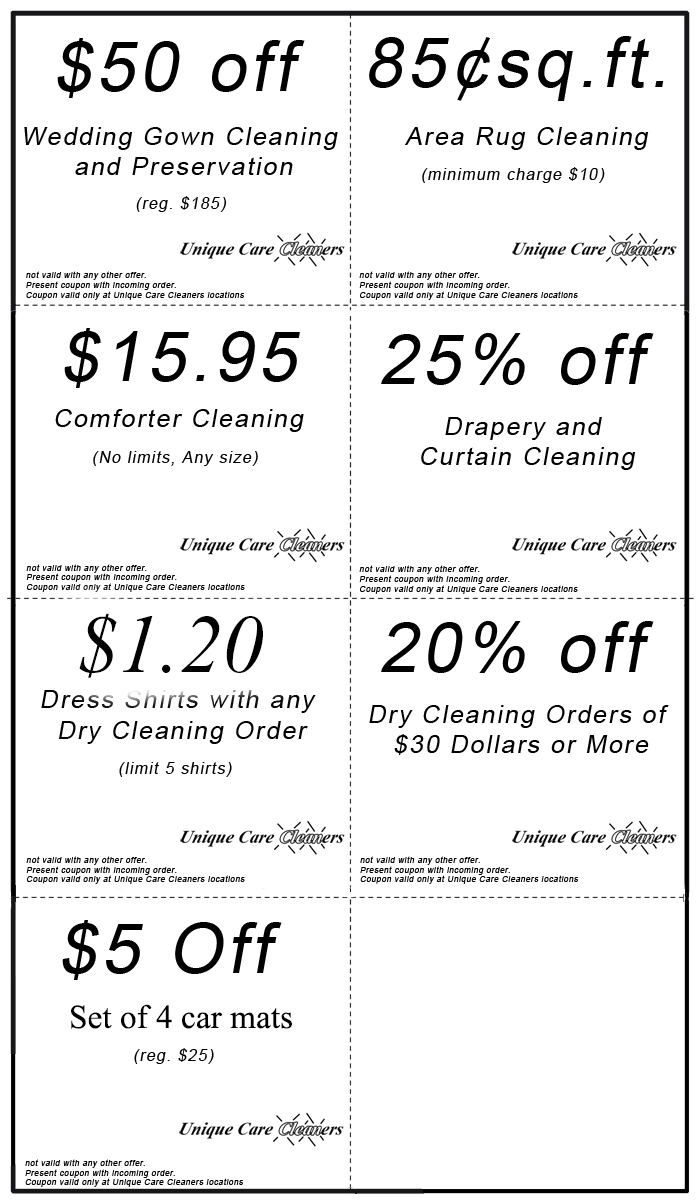 $50 off
Wedding Gown Cleaning
and Preservation
(reg. $185)
Unique Care Cleaners
not valid with any other offer.
Present coupon with incoming order.
Coupon valid only at Unique Care Cleaners locations
85¢sq.ft.
Area Rug Cleaning
(minimum charge $10)
Unique Care Cleaners
not valid with any other offer.
Present coupon with incoming order.
Coupon valid only at Unique Care Cleaners locations
$15.95
Comforter Cleaning
(No limits, Any size)
Unique Care Cleaners
not valid with any other offer.
Present coupon with incoming order.
Coupon valid only at Unique Care Cleaners locations
25% off
Drapery and
Curtain Cleaning
Unique Care Cleaners
not valid with any other offer.
Present coupon with incoming order.
Coupon valid only at Unique Care Cleaners locations
$1.20
Dress Shirts with any
Dry Cleaning Order
(limit 5 shirts)
Unique Care Cleaners
not valid with any other offer.
Present coupon with incoming order.
Coupon valid only at Unique Care Cleaners locations
20% off
Dry Cleaning Orders of
$30 Dollars or More
Unique Care Cleaners
not valid with any other offer.
Present coupon with incoming order.
Coupon valid only at Unique Care Cleaners locations
$5 Off
Set of 4 car mats
(reg. $25)
Unique Care Cleaners
not valid with any other offer.
Present coupon with incoming order.
Coupon valid only at Unique Care Cleaners locations